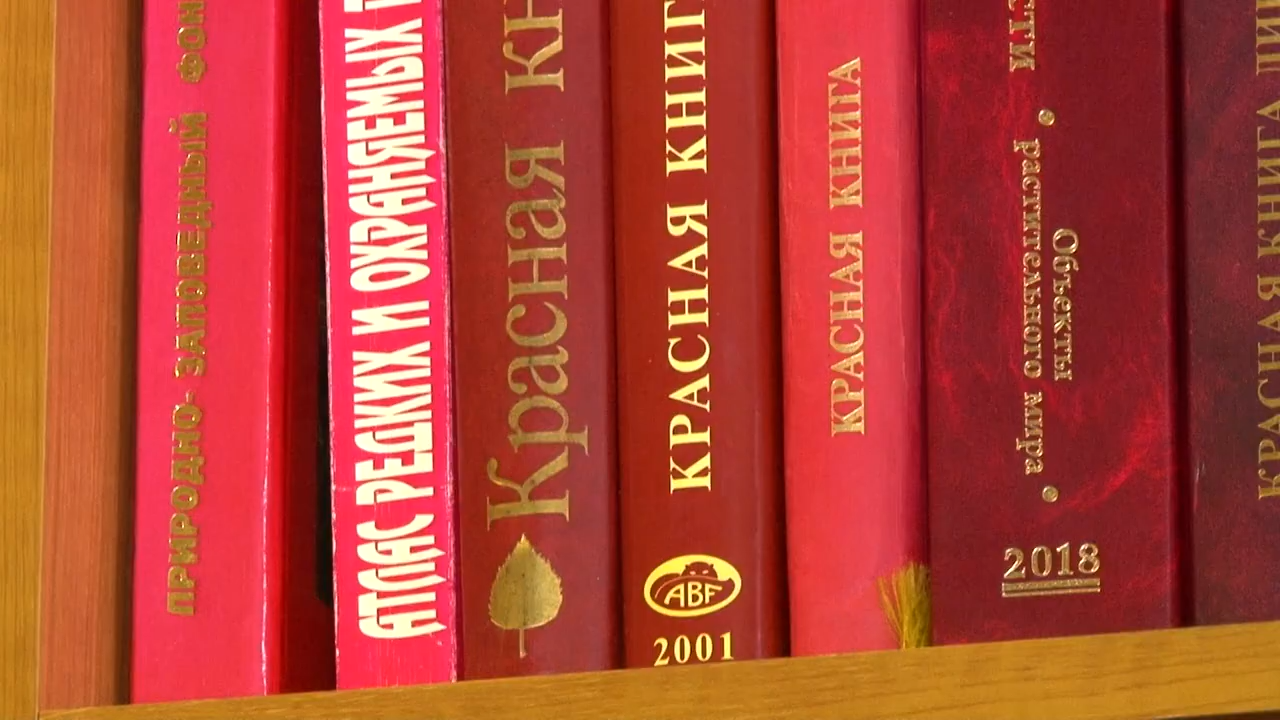 ПРИРОДНО- ЗАПОВЕДНЫЙ
АТЛАС РЕДКИХ И ОХРАНЯЕМЫХ
Красная
КРАСНАЯ КНИГ
ABF
2001
КРАСНАЯ КНИГА
Объекты
растительного мира
2018
КРАСНАЯ КНИГА